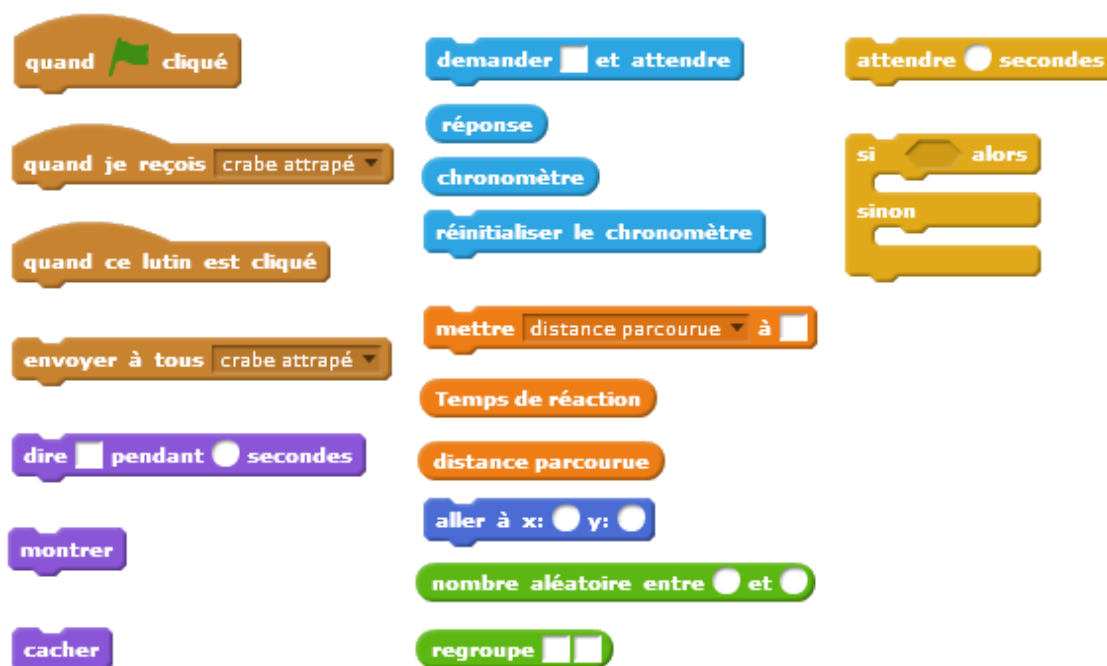 quand cliqué
quand je reçois crabe attrapé
quand ce lutin est cliqué
envoyer à tous crabe attrapé
dire pendant secondes
montrer
cacher
demander et attendre
réponse
chronomètre
réinitialiser le chronomètre
mettre distance parcourue à
Temps de réaction
distance parcourue
aller à x: y:
nombre aléatoire entre et
regroupe
attendre secondes
si alors
sinon